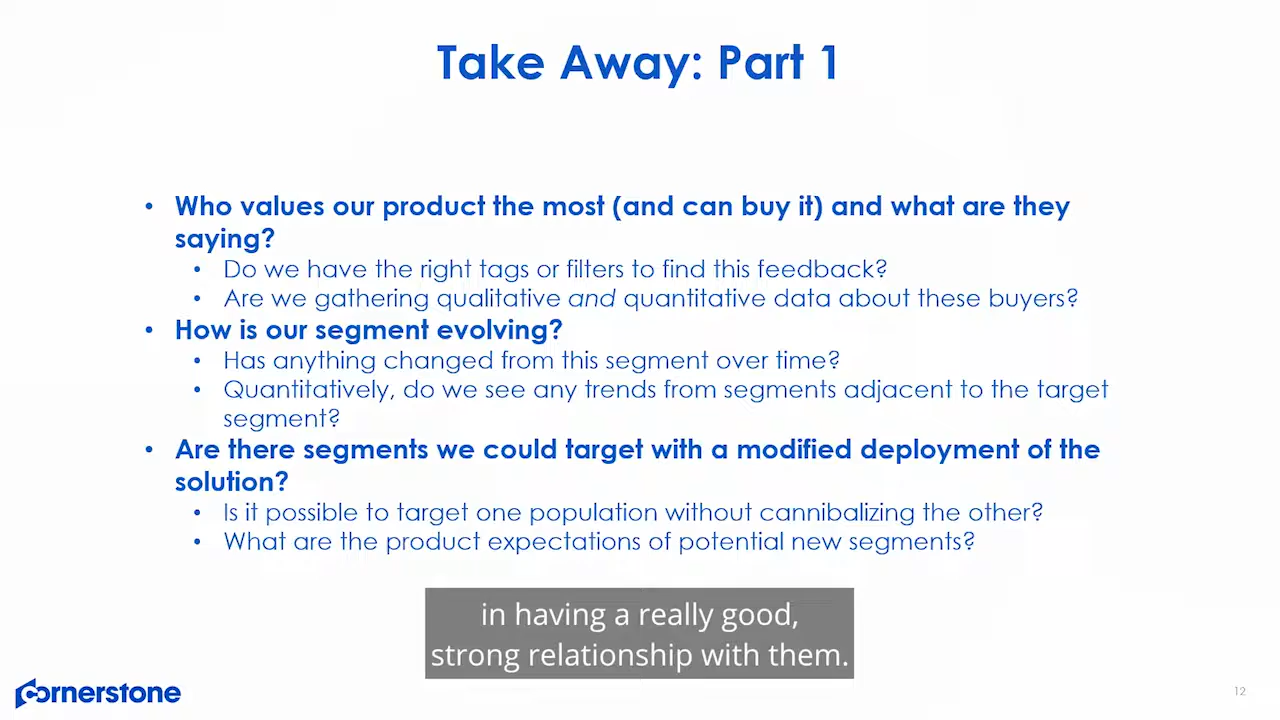 Take Away: Part 1
• Who values our product the most (and can buy it) and what are they
saying?
• Do we have the right tags or filters to find this feedback?
• Are we gathering qualitative and quantitative data about these buyers?
• How is our segment evolving?
• Has anything changed from this segment over time?
• Quantitatively, do we see any trends from segments adjacent to the target
segment?
• Are there segments we could target with a modified deployment of the
solution?
• Is it possible to target one population without cannibalizing the other?
• What are the product expectations of potential new segments?
in having a really good,
strong relationship with them.
cornerstone
12